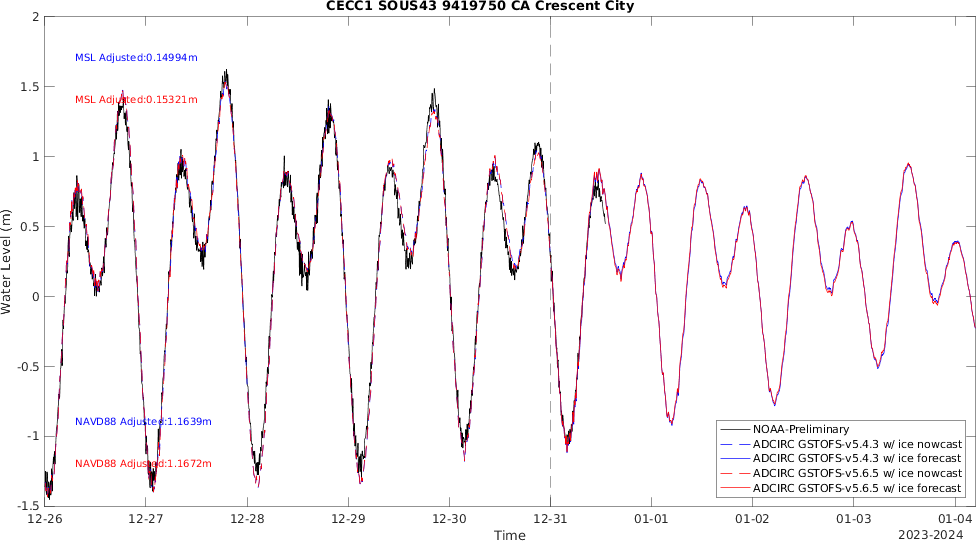 CECC1 SOUS43 9419750 CA Crescent City
2
1.5
1
0.5
0
-0.5
-1
-1.5
Water Level (m)
MSL Adjusted:0.14994m
MSL Adjusted:0.15321m
NAVD88 Adjusted:1.1639m
NAVD88 Adjusted:1.1672m
NOAA-Preliminary
ADCIRC GSTOFS-v5.4.3 w/ ice nowcast
ADCIRC GSTOFS-v5.4.3 w/ ice forecast
ADCIRC GSTOFS-v5.6.5 w/ ice nowcast
ADCIRC GSTOFS-v5.6.5 w/ ice forecast
12-26 12-27 12-28 12-29 12-30 12-31 01-01 01-02 01-03 01-04
Time
2023-2024